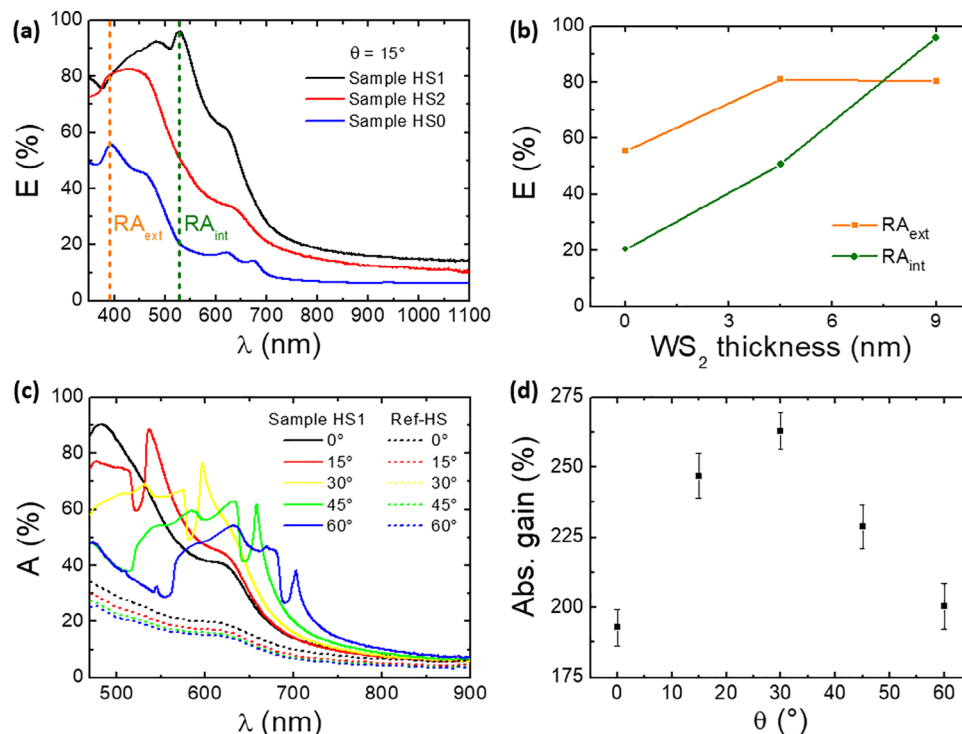 (a)
E (%)
100
80
60
40
20
0
θ = 15°
Sample HS1
Sample HS2
Sample HS0
RAext
RAint
400 500 600 700 800 900 1000 1100
λ (nm)
(b)
E (%)
100
80
60
40
20
0
RAext
RAint
0 3 6 9
WS2 thickness (nm)
(c)
A (%)
100
80
60
40
20
0
Sample HS1 Ref-HS
0° 0°
15° 15°
30° 30°
45° 45°
60° 60°
500 600 700 800 900
λ (nm)
(d)
Abs. gain (%)
275
250
225
200
175
0 10 20 30 40 50 60
θ (°)